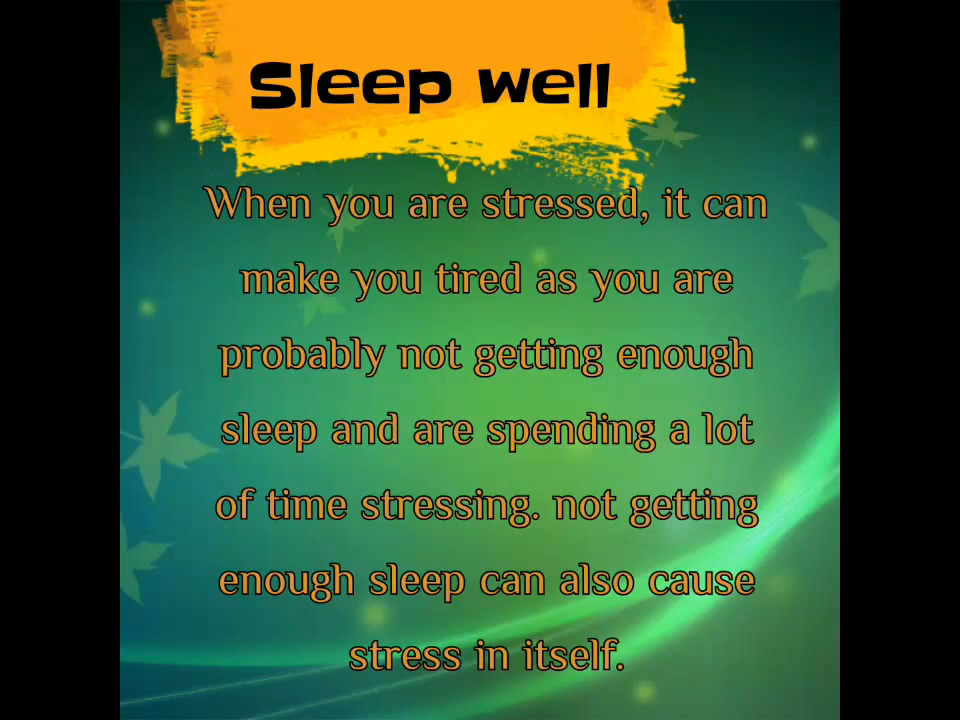 Sleep well
When you are stressed, it can
make you tired as you are
probably not getting enough
sleep and are spending a lot
of time stressing. not getting
enough sleep can also cause
stress in itself.